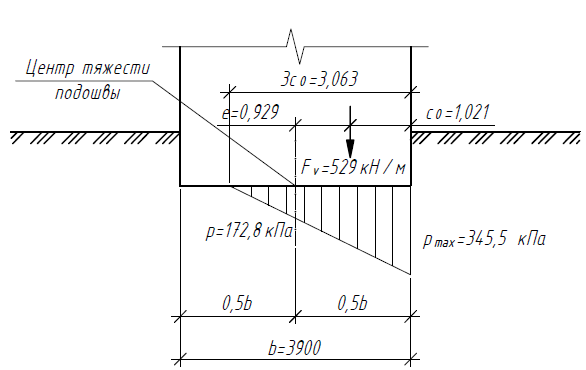 Центр тяжести
подошвы
3c₀=3,063
e=0,929
c₀=1,021
Fᵥ=529 кН / м
p=172,8 кПа
p max=345,5 кПа
0,5b
0,5b
b=3900